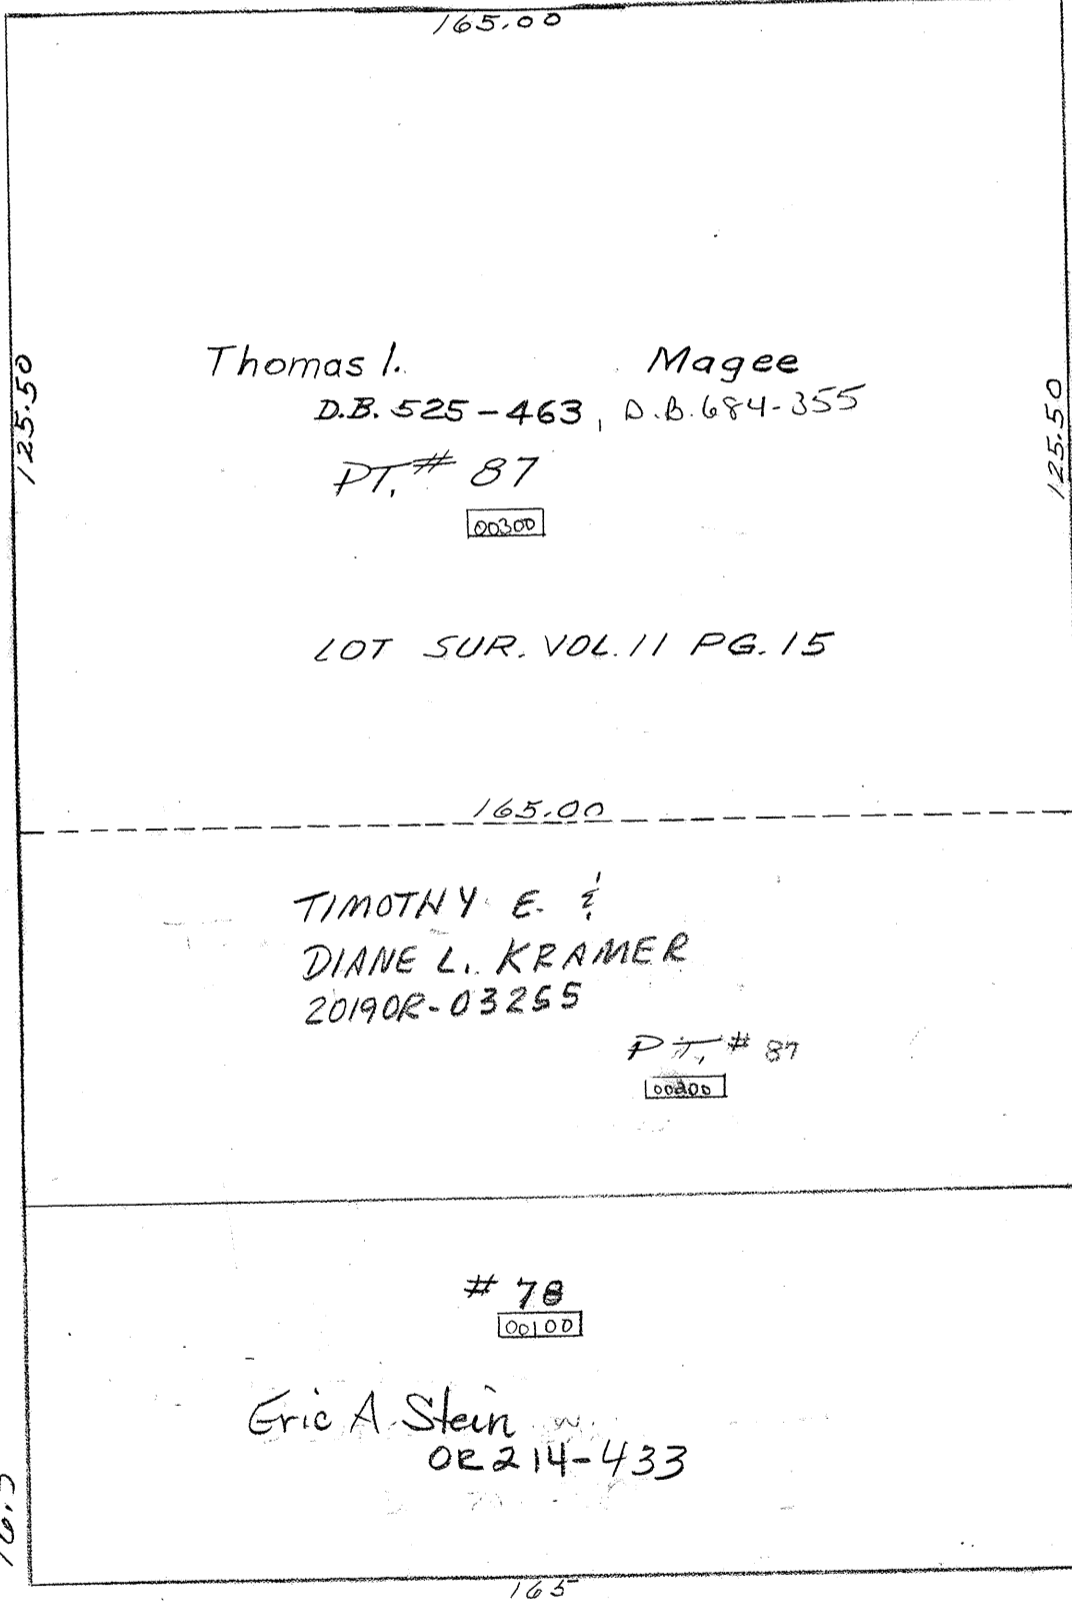 165.00
125.50
Thomas I. Magee
D.B. 525-463, D.B. 684-355
125.50
PT. # 87
00300
LOT SUR. VOL. 11 PG. 15
165.00
TIMOTHY E. &
DIANE L. KRAMER
20190R-03255
PT. # 87
00200
# 78
00100
Eric A Stein
OR 214-433
165